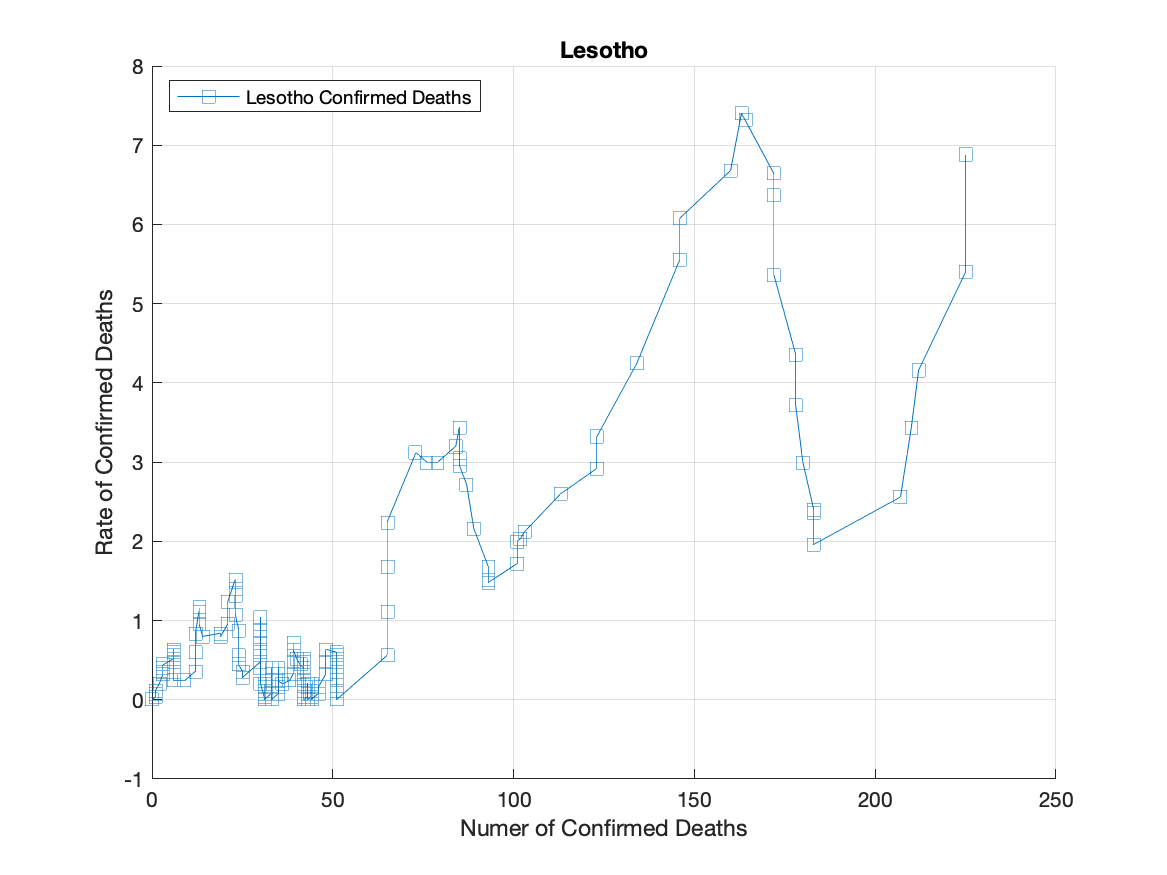 Lesotho
Lesotho Confirmed Deaths
8
7
6
5
4
3
2
1
0
-1
Rate of Confirmed Deaths
0 50 100 150 200 250
Numer of Confirmed Deaths